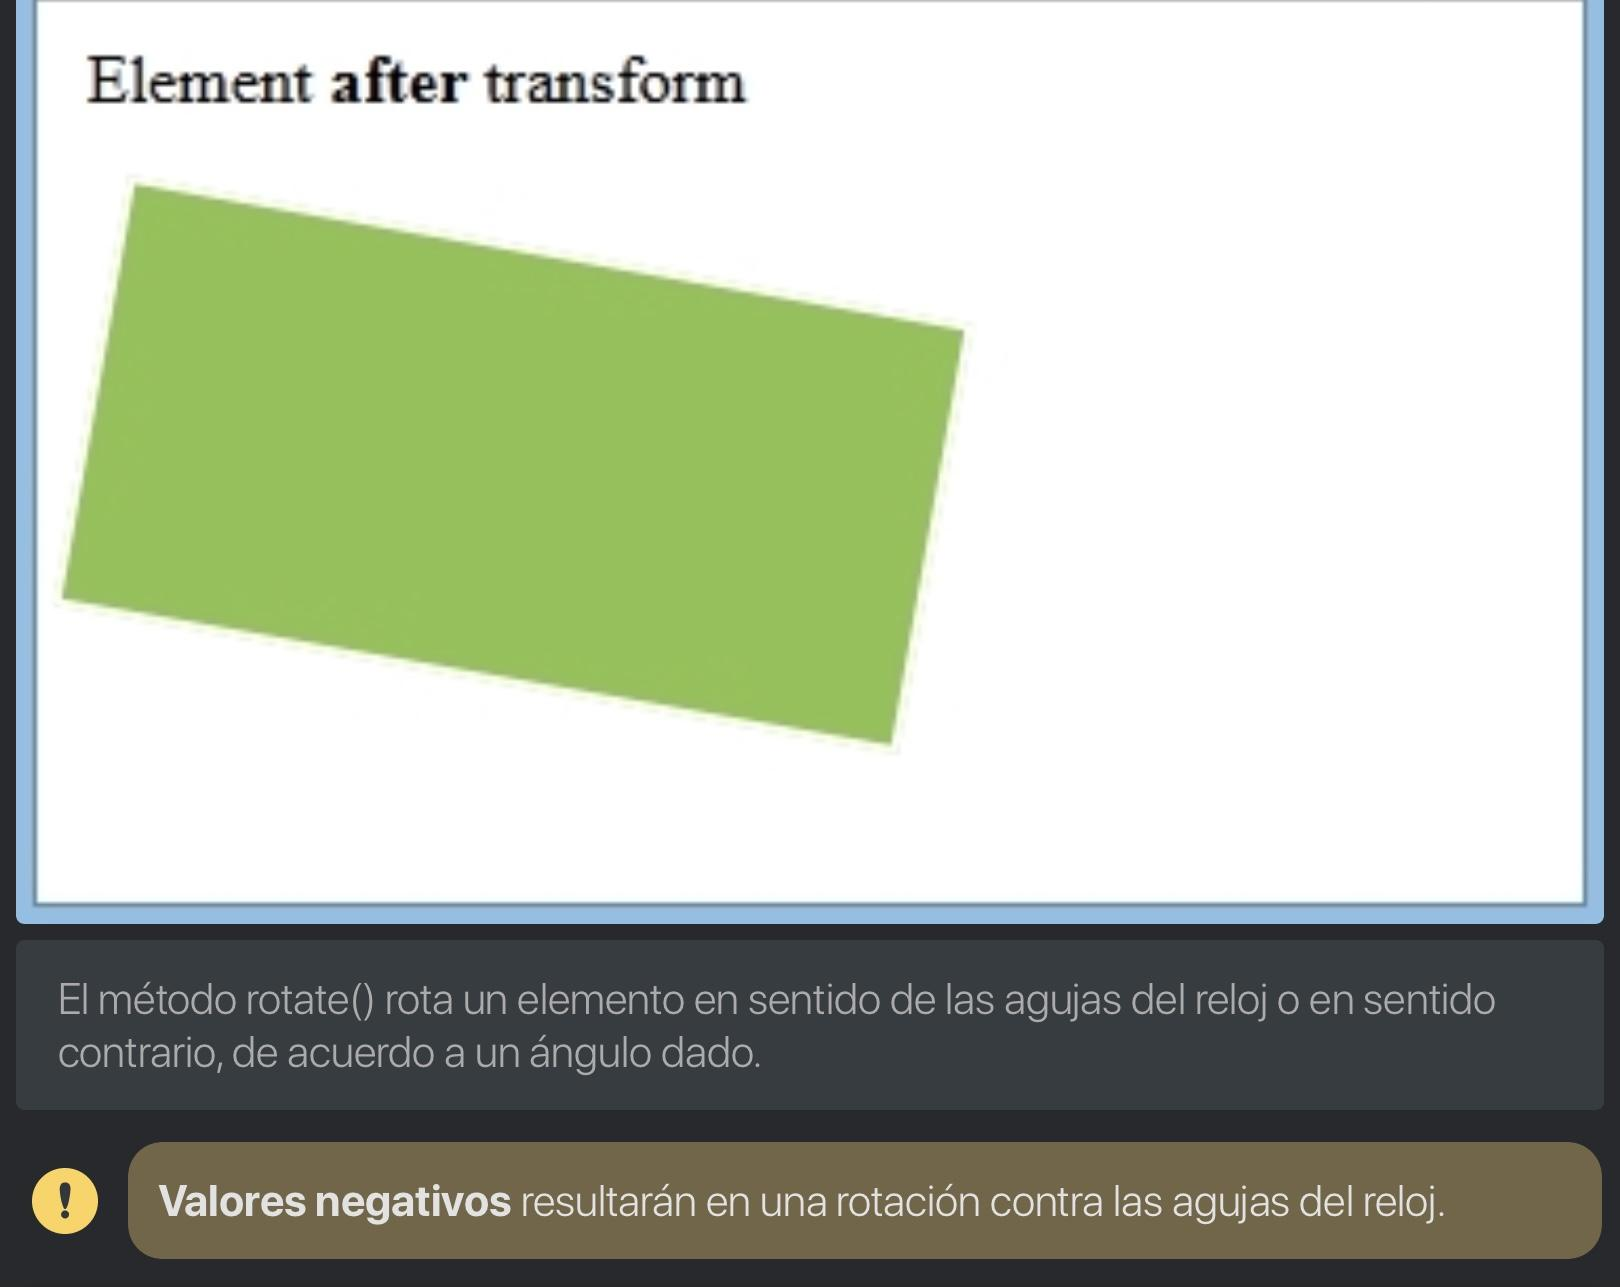 Element after transform
El método rotate() rota un elemento en sentido de las agujas del reloj o en sentido
contrario, de acuerdo a un ángulo dado.
Valores negativos resultarán en una rotación contra las agujas del reloj.